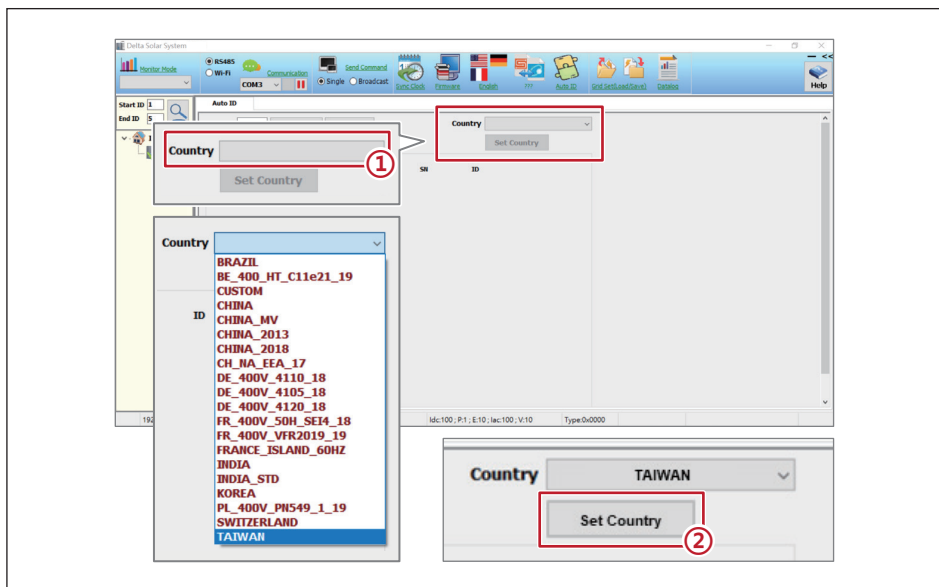 Delta Solar System
Monitor Mode
RS485
Wi-Fi
COM3
Communication
Send Command
Single Broadcast
Sync Clock
Firmware
English
Auto ID
Grid Set(Load/Save)
Datalog
Help
Start ID 1
End ID 5
Auto ID
Country
Set Country
SN ID
Country
①
Set Country
Country
BRAZIL
BE_400_HT_C11e21_19
CUSTOM
CHINA
ID
CHINA_MV
CHINA_2013
CHINA_2018
CH_NA_EEA_17
DE_400V_4110_18
DE_400V_4105_18
DE_400V_4120_18
FR_400V_50H_SEI4_18
FR_400V_VFR2019_19
FRANCE_ISLAND_60HZ
INDIA
INDIA_STD
KOREA
PL_400V_PN549_1_19
SWITZERLAND
TAIWAN
192
Idc:100 ; P:1 ; E:10 ; Iac:100 ; V:10 Type:0x0000
Country TAIWAN
Set Country
②